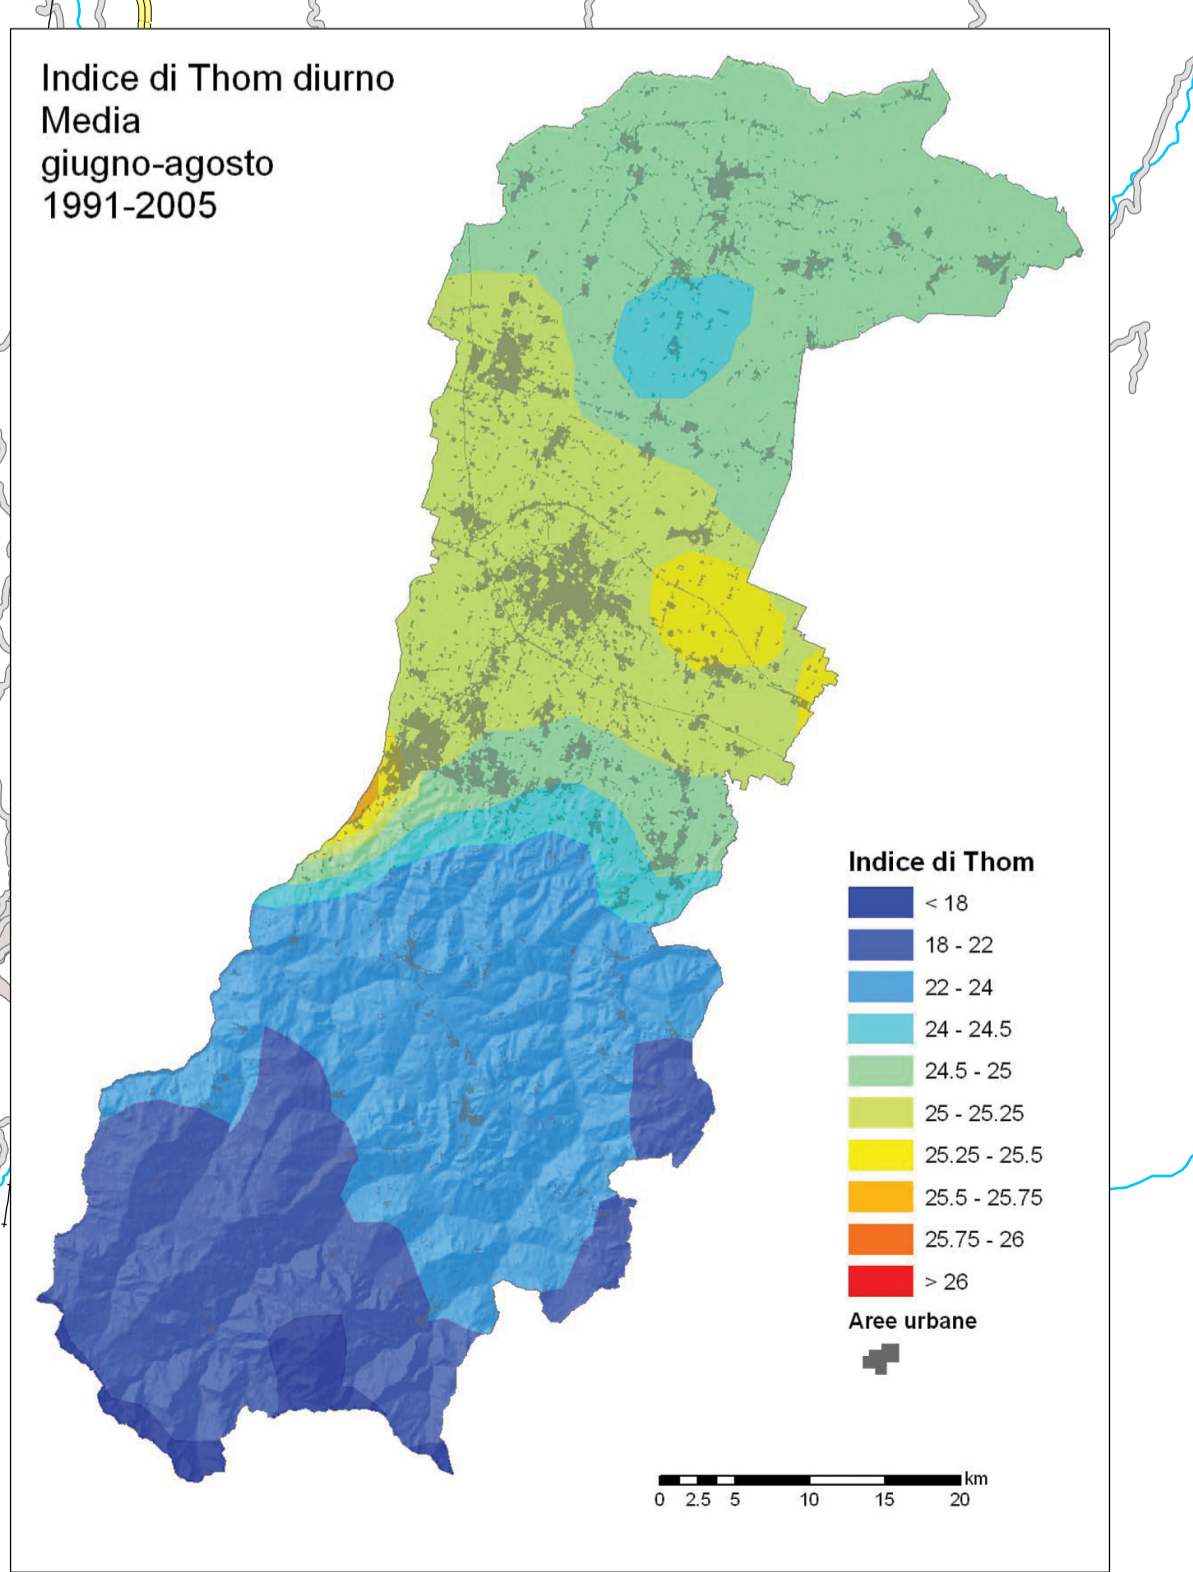 Indice di Thom diurno
Media
giugno-agosto
1991-2005
Indice di Thom
< 18
18 - 22
22 - 24
24 - 24.5
24.5 - 25
25 - 25.25
25.25 - 25.5
25.5 - 25.75
25.75 - 26
> 26
Aree urbane
km
0 2.5 5 10 15 20